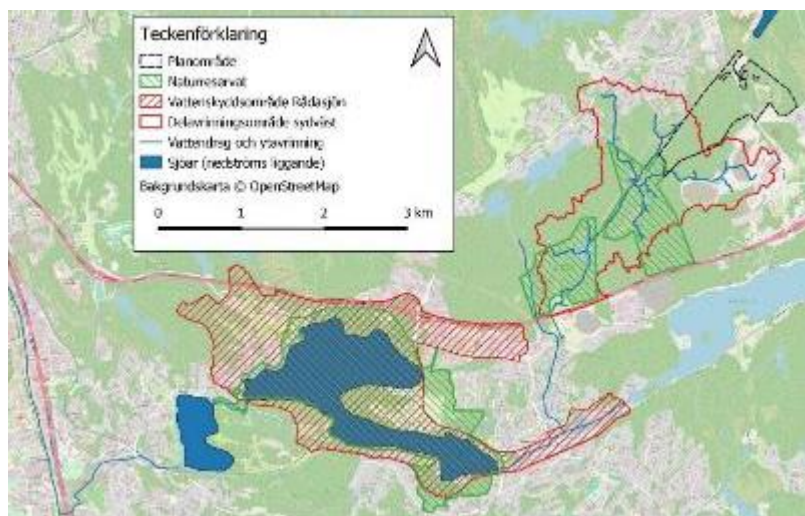 Teckenförklaring
Planområde
Naturreservat
Vattenskyddsområde Rådasjön
Delavrinningsområde sydväst
Vattendrag och ytavrinning
Sjöar (nedströms liggande)
Bakgrundskarta © OpenStreetMap
0 1 2 3 km